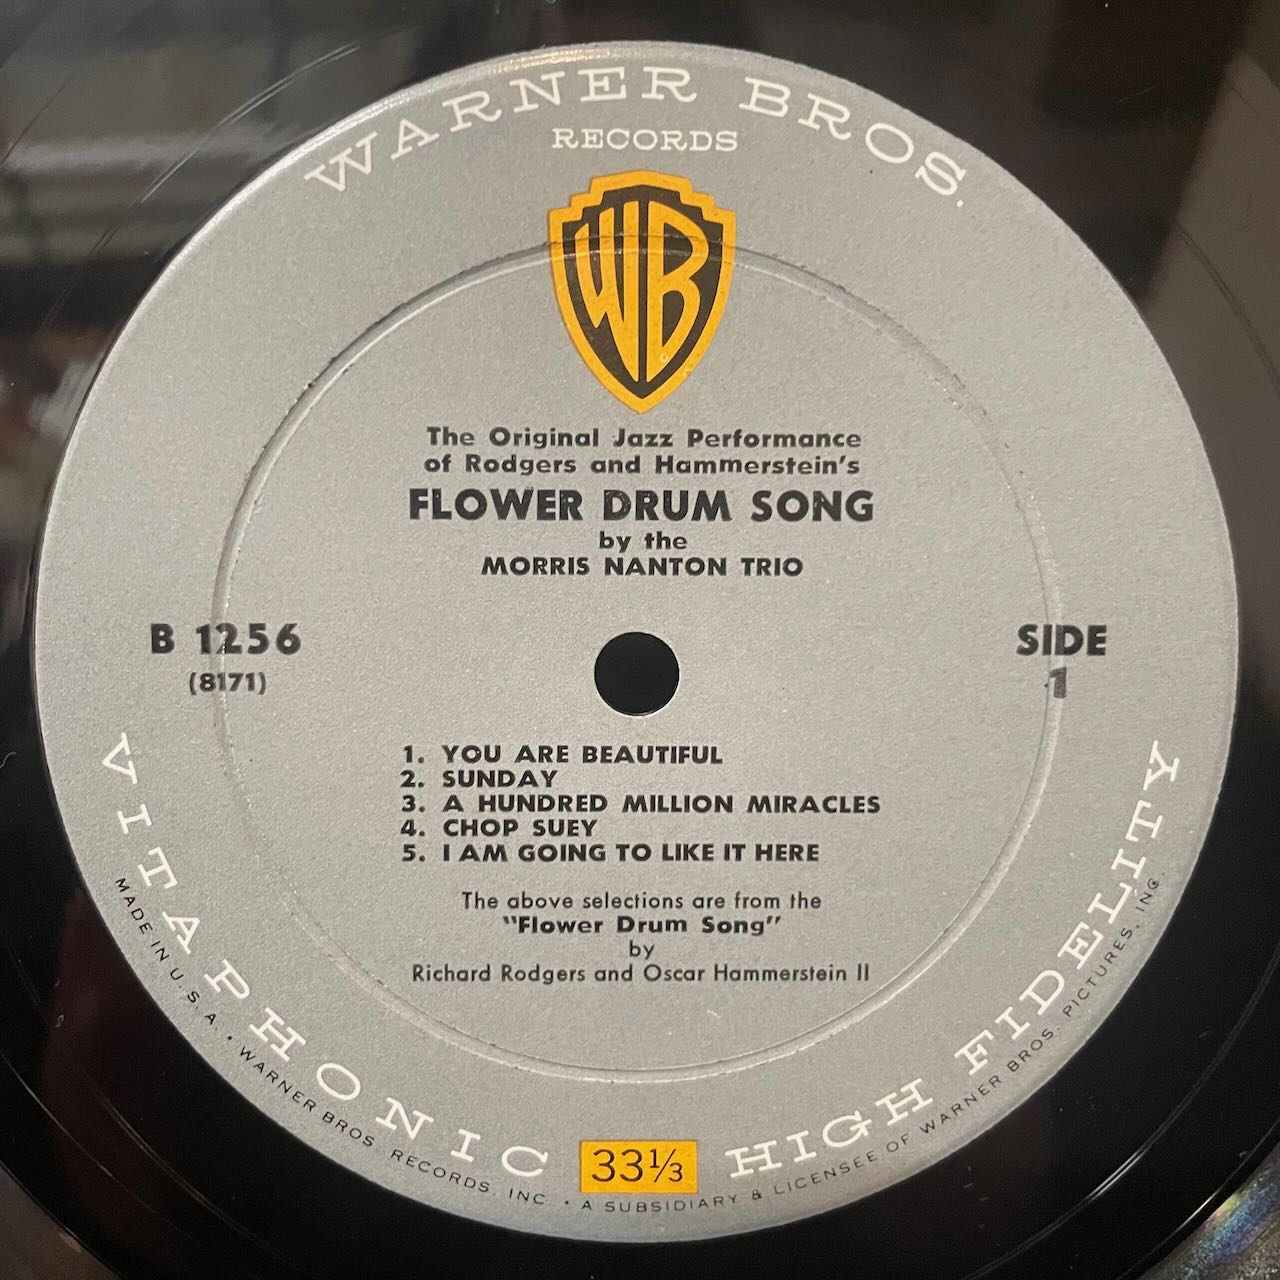 WARNER BROS.
RECORDS
WB
The Original Jazz Performance
of Rodgers and Hammerstein's
FLOWER DRUM SONG
by the
MORRIS NANTON TRIO
B 1256
(8171)
SIDE
1
1. YOU ARE BEAUTIFUL
2. SUNDAY
3. A HUNDRED MILLION MIRACLES
4. CHOP SUEY
5. I AM GOING TO LIKE IT HERE
The above selections are from the
"Flower Drum Song"
by
Richard Rodgers and Oscar Hammerstein II
VITAPHONIC HIGH FIDELITY
33⅓
MADE IN U.S.A. • WARNER BROS. RECORDS, INC. • A SUBSIDIARY & LICENSEE OF WARNER BROS. PICTURES, INC.